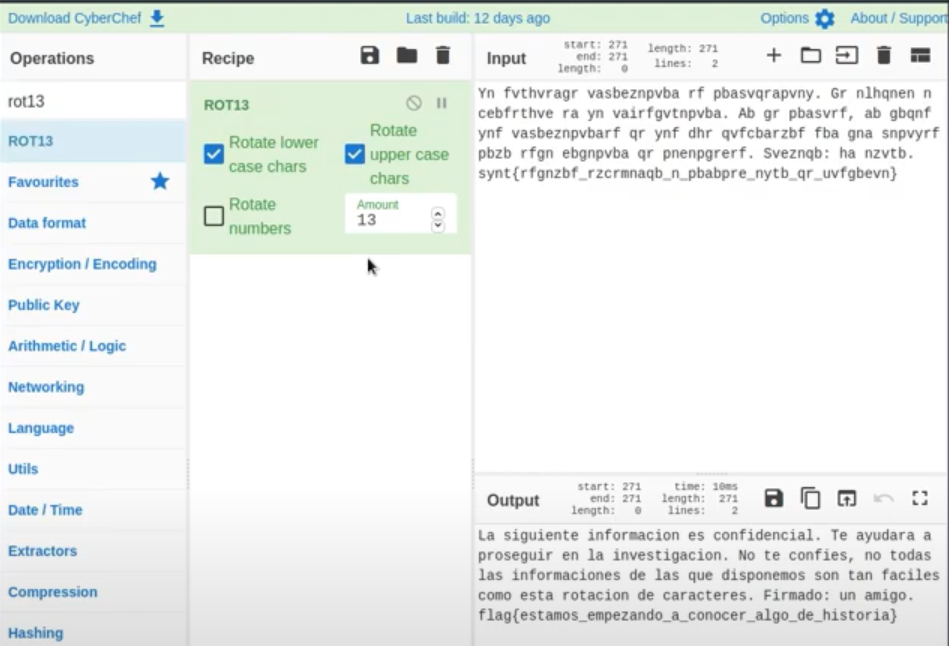 Download CyberChef
Last build: 12 days ago
Options
About / Support
Operations
rot13
ROT13
Favourites
Data format
Encryption / Encoding
Public Key
Arithmetic / Logic
Networking
Language
Utils
Date / Time
Extractors
Compression
Hashing
Recipe
ROT13
Rotate lower case chars
Rotate upper case chars
Rotate numbers
Amount
13
Input
start: 271
end: 271
length: 0
length: 271
lines: 2
Yn fvthvragr vasbeznpvba rf pbasvqrapvny. Gr nlhqnen n
cebfrthve ra yn vairfgvtnpvba. Ab gr pbasvrf, ab gbqnf
ynf vasbeznpvbarf qr ynf dhr qvfcbarzbf fba gna snpvyrf
pbzb rfgn ebgnpvba qr pnenpgrerf. Sveznqb: ha nzvtb.
synt{rfgnzbf_rzcrmnaqb_n_pbabpre_nytb_qr_uvfgbevn}
Output
start: 271
end: 271
length: 0
time: 10ms
length: 271
lines: 2
La siguiente informacion es confidencial. Te ayudara a
proseguir en la investigacion. No te confies, no todas
las informaciones de las que disponemos son tan faciles
como esta rotacion de caracteres. Firmado: un amigo.
flag{estamos_empezando_a_conocer_algo_de_historia}